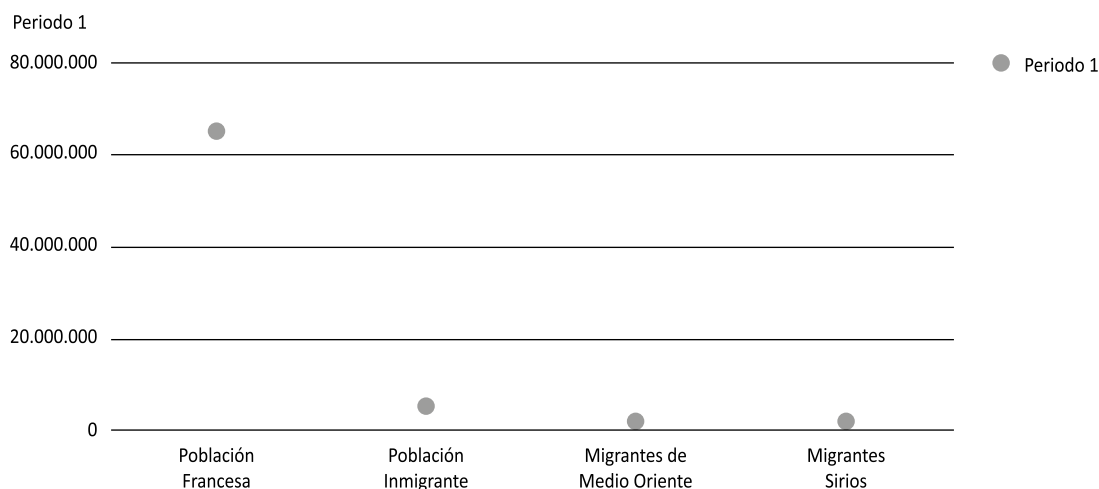 Periodo 1
80.000.000
Periodo 1
60.000.000
40.000.000
20.000.000
0
Población
Francesa
Población
Inmigrante
Migrantes de
Medio Oriente
Migrantes
Sirios